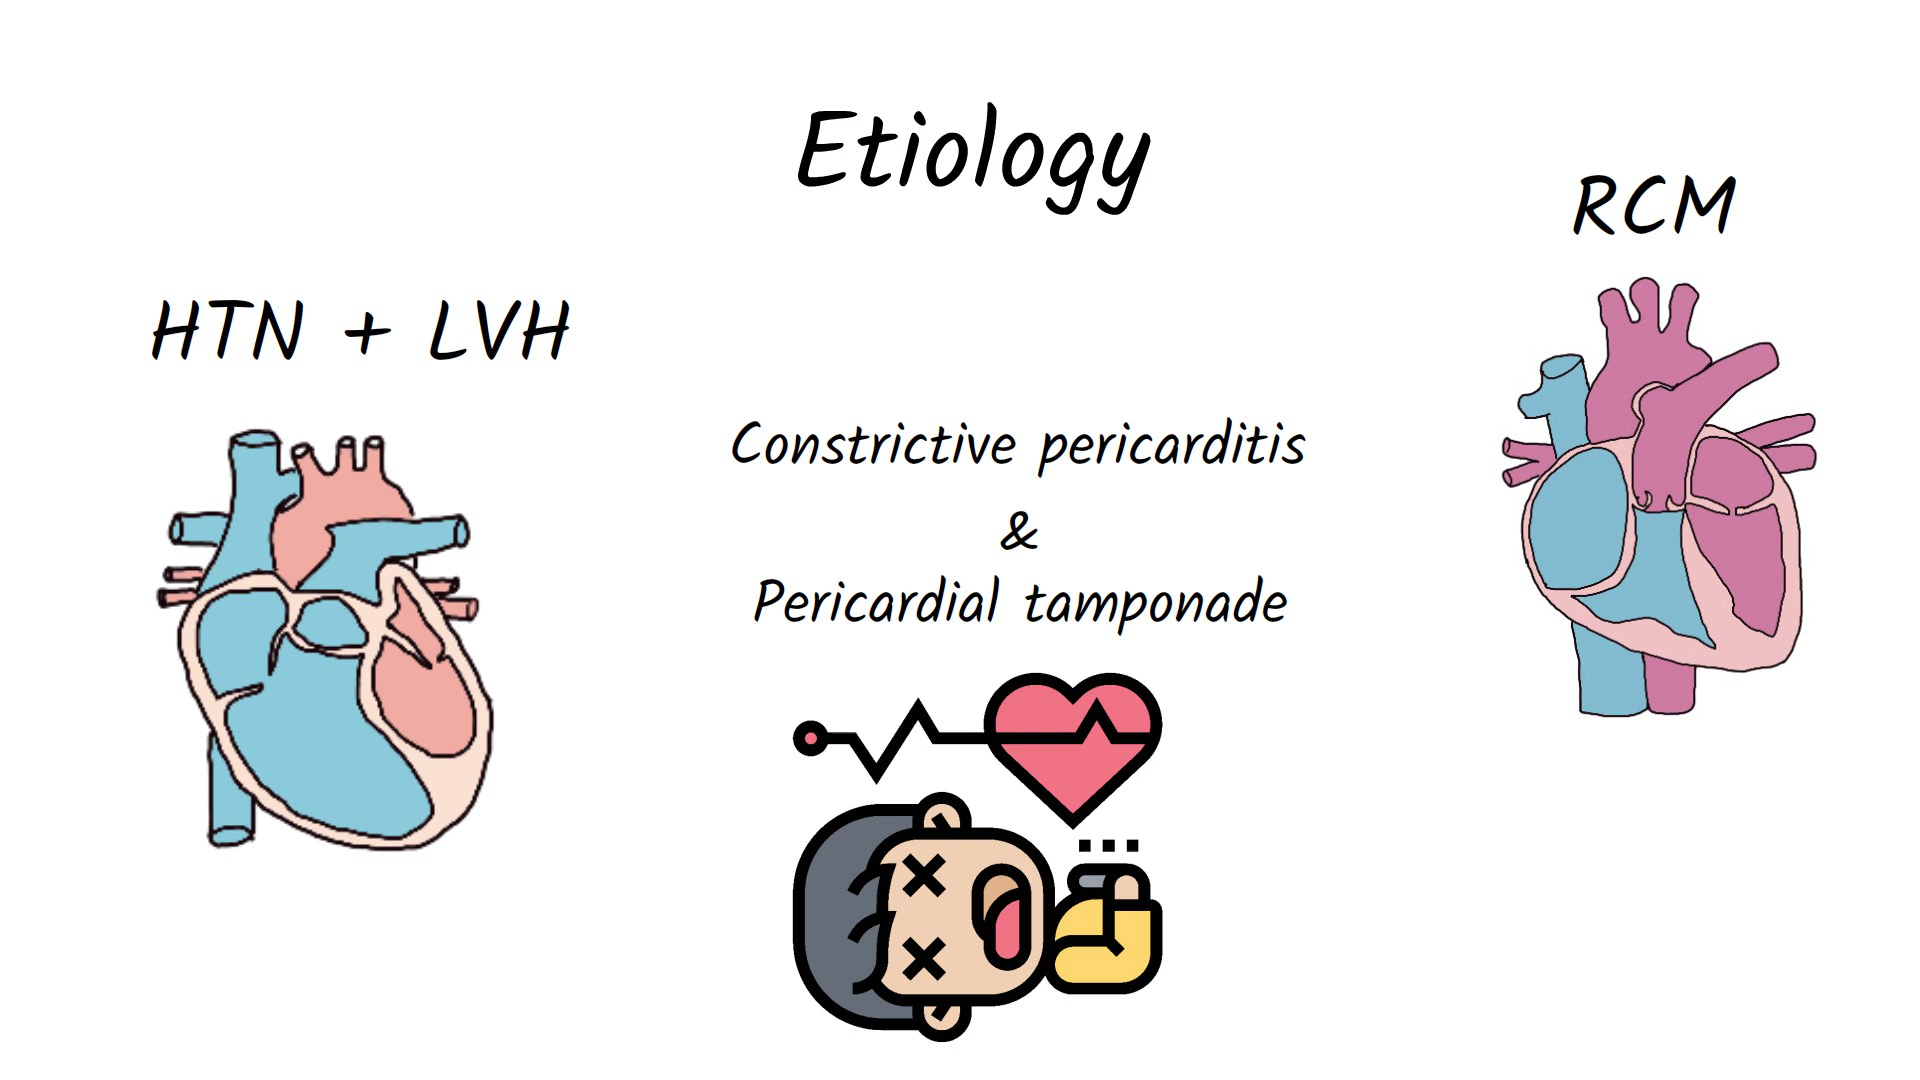 Etiology
RCM
HTN + LVH
Constrictive pericarditis
&
Pericardial tamponade